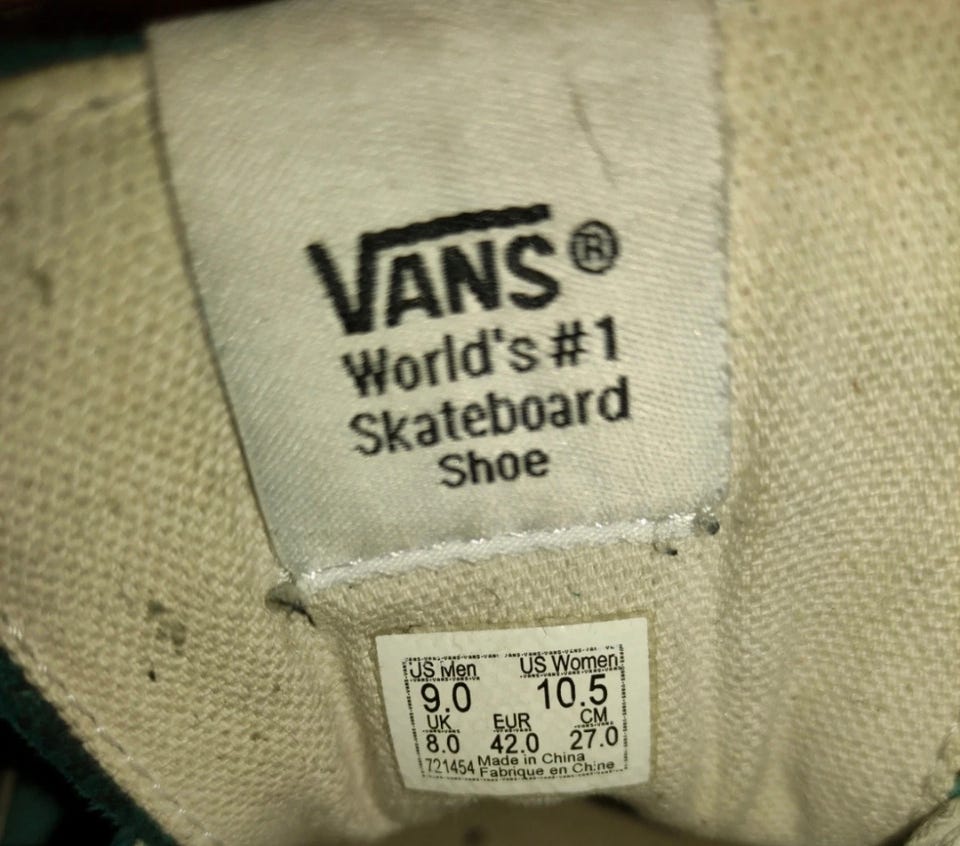 VANS®
World's #1
Skateboard
Shoe
US Men US Women
9.0 10.5
UK EUR CM
8.0 42.0 27.0
721454 Made in China
Fabrique en Chine